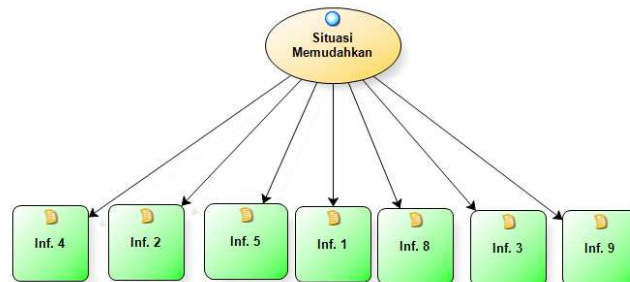 Situasi
Memudahkan
Inf. 4
Inf. 2
Inf. 5
Inf. 1
Inf. 8
Inf. 3
Inf. 9